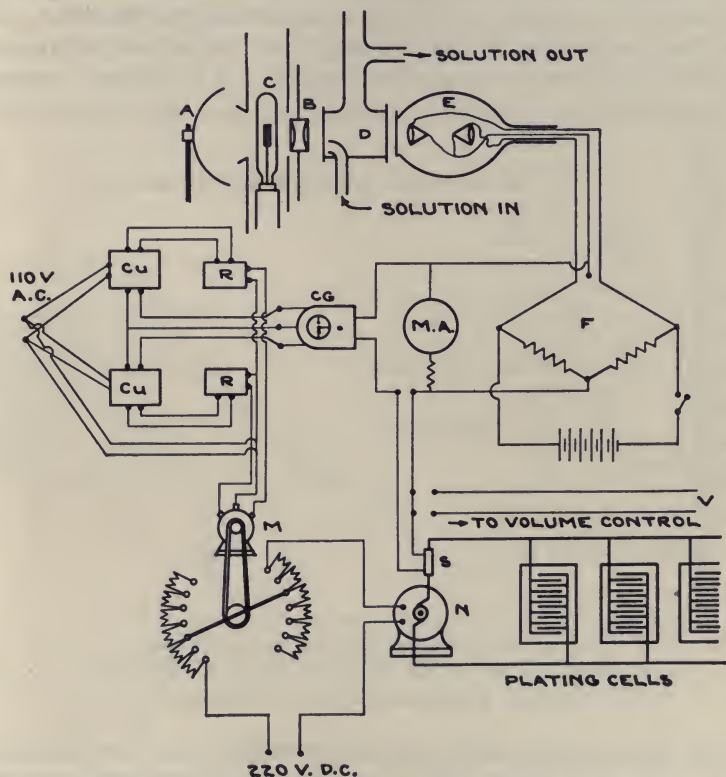 SOLUTION OUT
A
C
B
D
E
SOLUTION IN
110 V
A.C.
Cu
R
CG
M.A.
F
Cu
R
V
→ TO VOLUME CONTROL
M
S
N
PLATING CELLS
220 V. D.C.